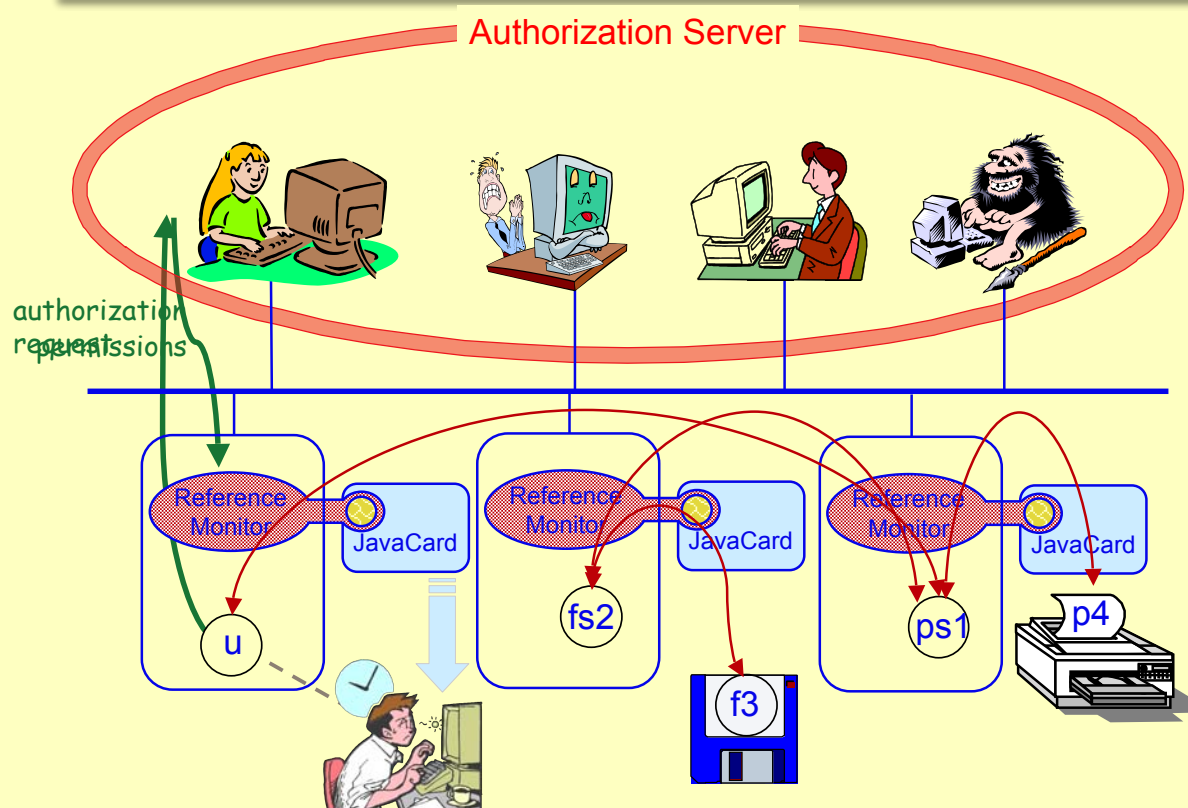 Authorization Server
authorization
request
permissions
Reference
Monitor
JavaCard
Reference
Monitor
JavaCard
Reference
Monitor
JavaCard
u
fs2
ps1
p4
f3